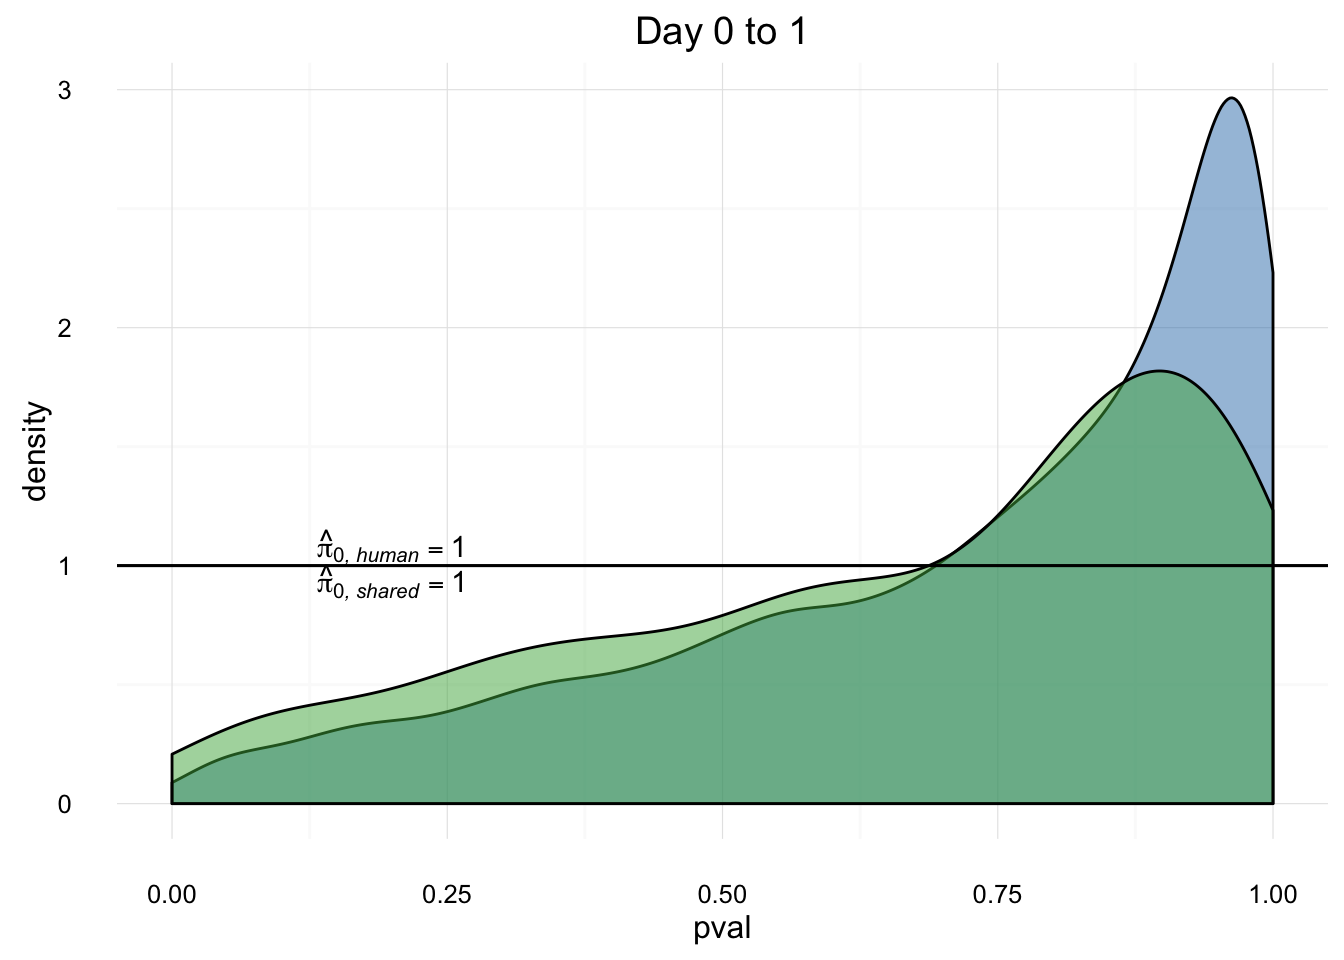 Day 0 to 1
3
2
1
0
density
π̂0, human = 1
π̂0, shared = 1
0.00 0.25 0.50 0.75 1.00
pval